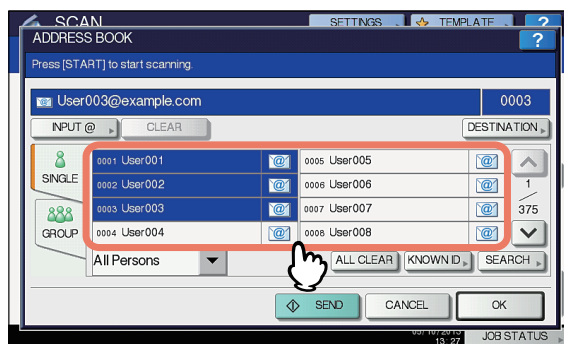 SCAN
SETTINGS
TEMPLATE
?
ADDRESS BOOK
?
Press [START] to start scanning.
User003@example.com
0003
INPUT @
CLEAR
DESTINATION
SINGLE
0001 User001
0005 User005
0002 User002
0006 User006
1
0003 User003
0007 User007
375
GROUP
0004 User004
0008 User008
All Persons
ALL CLEAR
KNOWN ID
SEARCH
SEND
CANCEL
OK
13:27
JOB STATUS